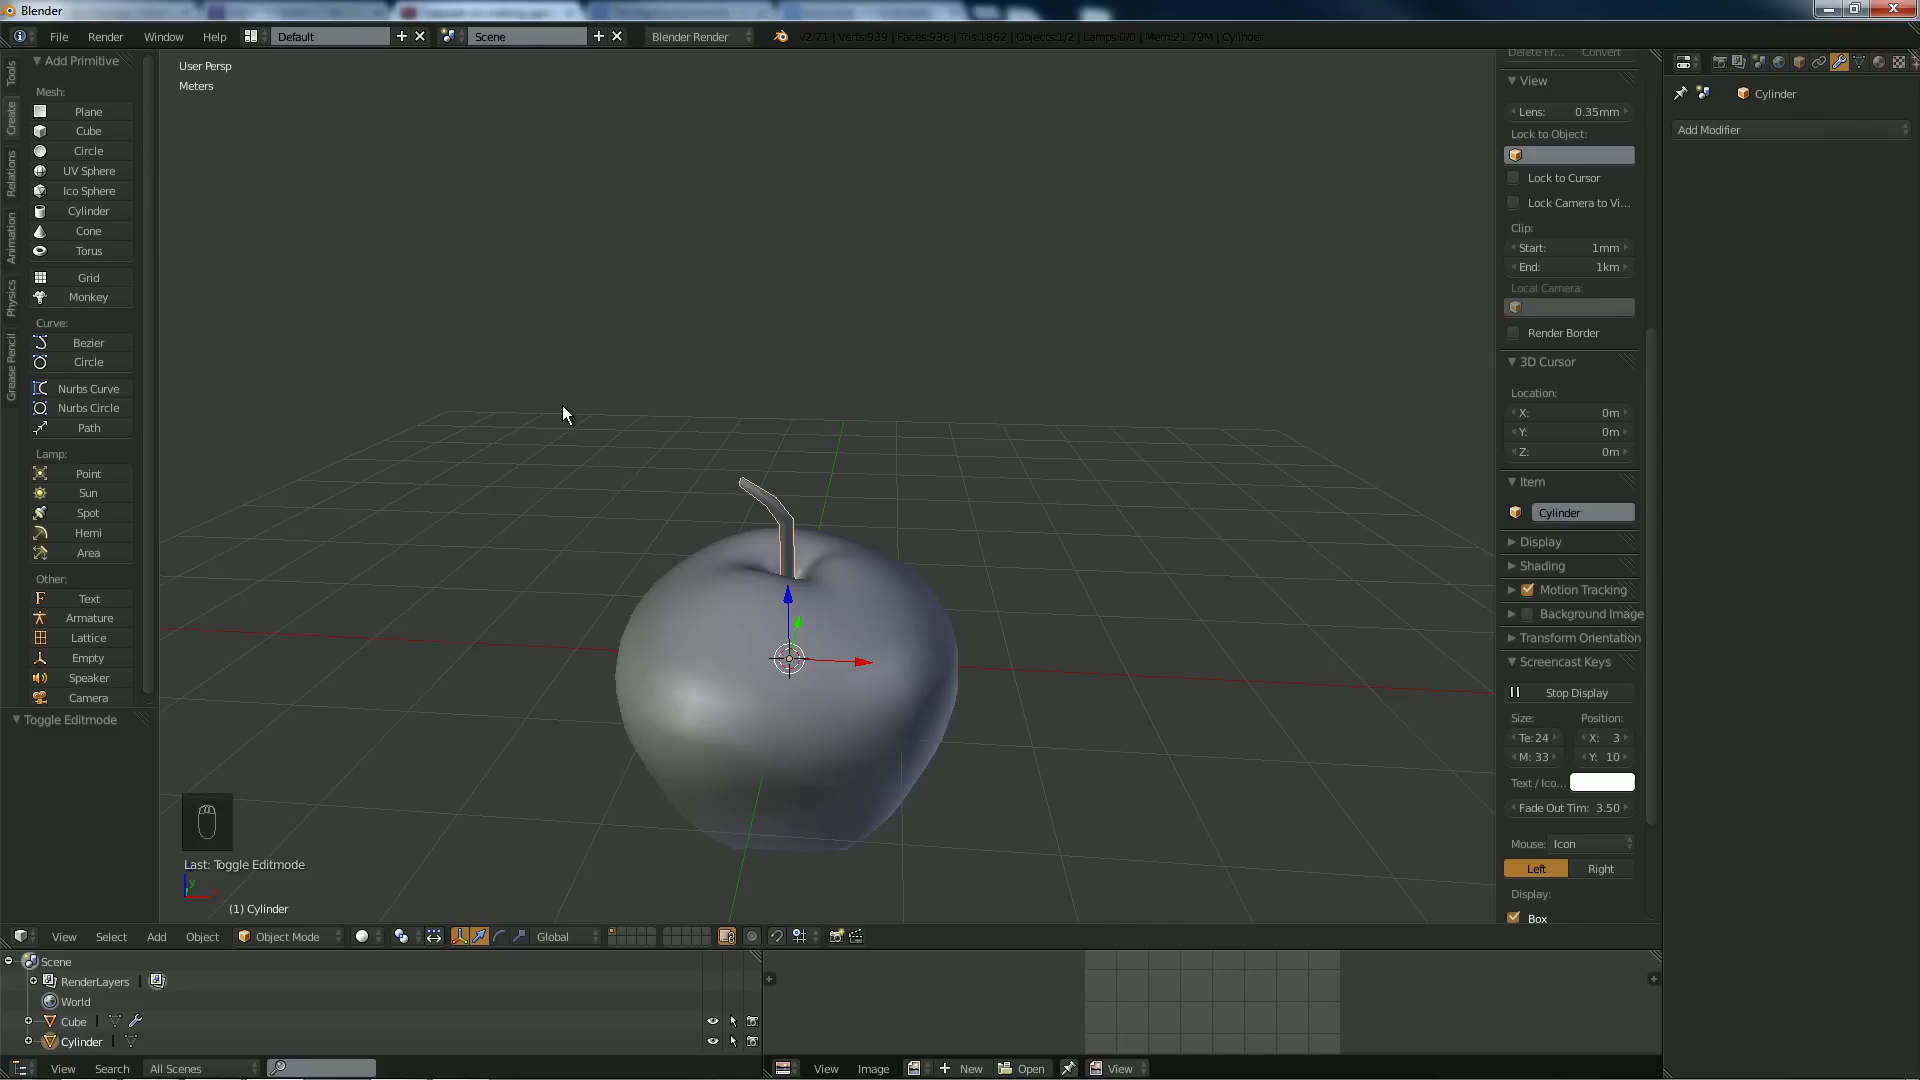 Blender
File Render Window Help Default Scene Blender Render v2.71 | Verts:939 | Faces:936 | Tris:1862 | Objects:1/2 | Lamps:0/0 | Mem:21.79M | Cylinder
Tools
Create
Relations
Animation
Physics
Grease Pencil
Add Primitive
Mesh:
Plane
Cube
Circle
UV Sphere
Ico Sphere
Cylinder
Cone
Torus
Grid
Monkey
Curve:
Bezier
Circle
Nurbs Curve
Nurbs Circle
Path
Lamp:
Point
Sun
Spot
Hemi
Area
Other:
Text
Armature
Lattice
Empty
Speaker
Camera
Toggle Editmode
User Persp
Meters
Last: Toggle Editmode
y
(1) Cylinder
Delete Fr... Convert
View
Lens: 0.35mm
Lock to Object:
Lock to Cursor
Lock Camera to Vi...
Clip:
Start: 1mm
End: 1km
Local Camera:
Render Border
3D Cursor
Location:
X: 0m
Y: 0m
Z: 0m
Item
Cylinder
Display
Shading
Motion Tracking
Background Image
Transform Orientation
Screencast Keys
Stop Display
Size: Position:
Te: 24 X: 3
M: 33 Y: 10
Text / Ico...
Fade Out Tim: 3.50
Mouse: Icon
Left Right
Display:
Box
Cylinder
Add Modifier
View Select Add Object Object Mode Global
Scene
RenderLayers
World
Cube
Cylinder
View Search All Scenes
View Image New Open View